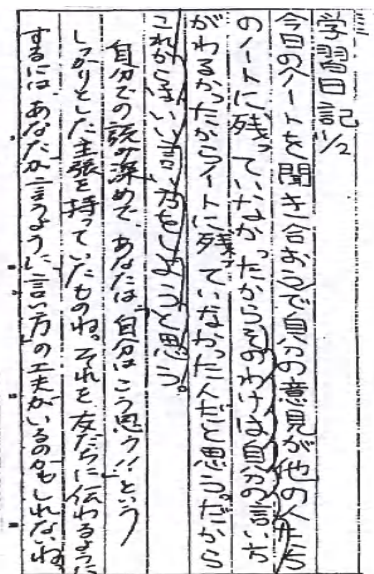 学習日記1/2
今日のノートを聞き合おうで自分の意見が他の人たち
のノートに残っていなかったからそのわけは自分の言い方
がわるかったからノートに残っていなかったんだと思う。だから
これからはいい言い方をしようと思う。
自分での読み深めで、あなたは「自分はこう思う!!」という
しっかりとした主張を持っていたものね。それを、友だちに伝わるように
するには、あなたが言うように、言い方の工夫がいるのかもしれないね。